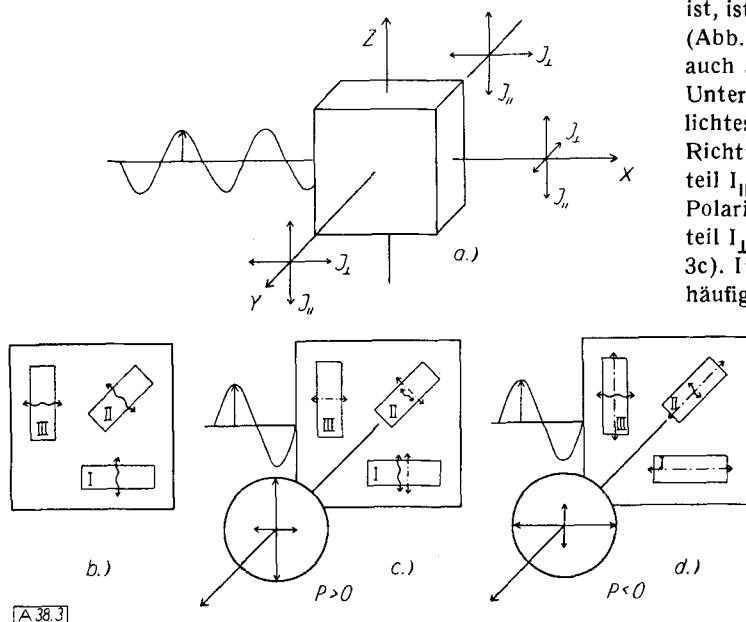 ist, ist
(Abb.
auch
Unter
lichtes
Richt
teil I∥
Polari
teil I⊥
3c). I
häufig
Z
J⊥
J∥
J⊥
J∥
X
J⊥
J∥
Y
a.)
III
II
I
b.)
III
II
I
P>0
c.)
III
II
I
P<0
d.)
A 38.3